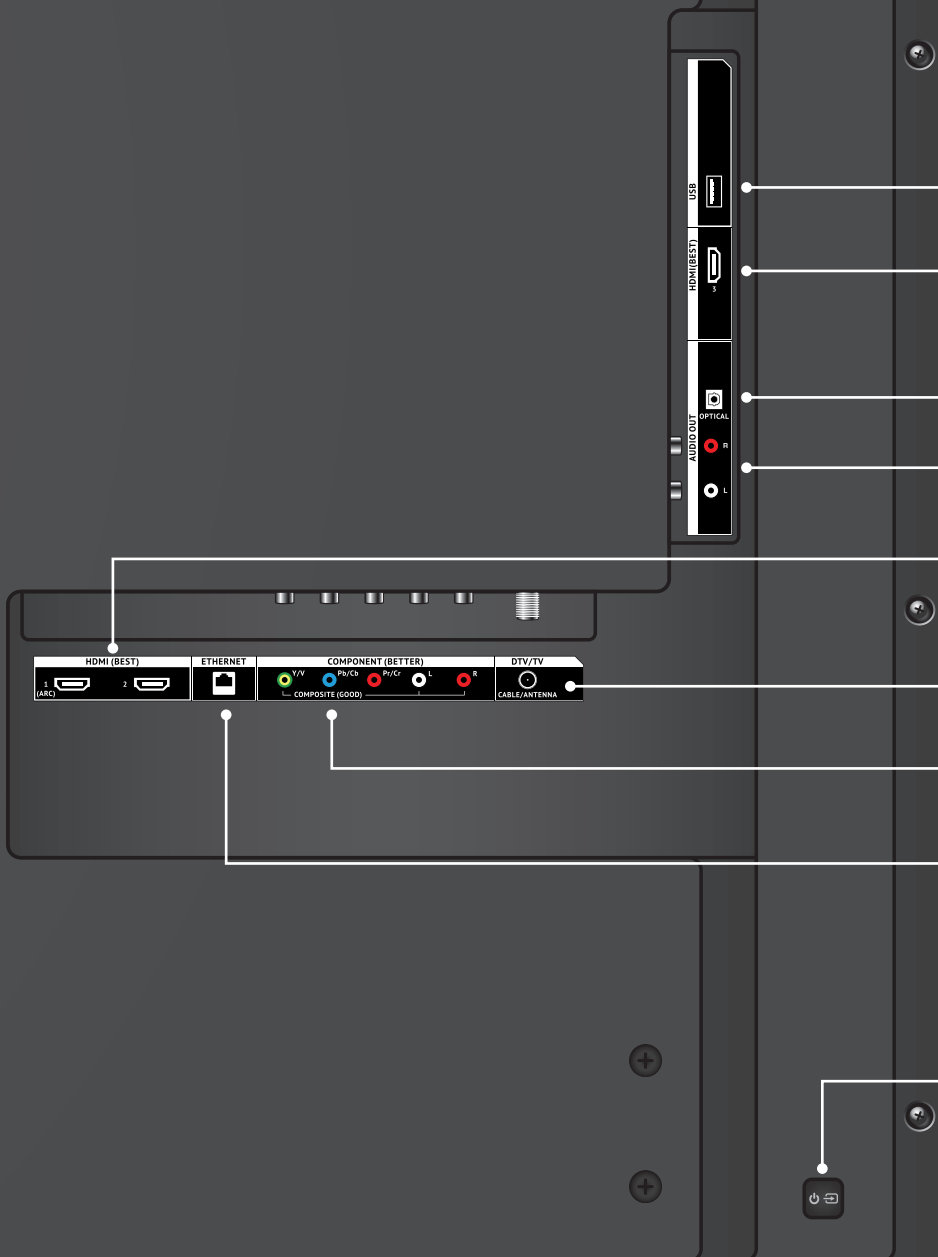 USB
HDMI(BEST)
3
OPTICAL
AUDIO OUT
R
L
HDMI (BEST)
ETHERNET
COMPONENT (BETTER)
DTV/TV
1
(ARC)
2
Y/V
Pb/Cb
Pr/Cr
L
R
COMPOSITE (GOOD)
CABLE/ANTENNA